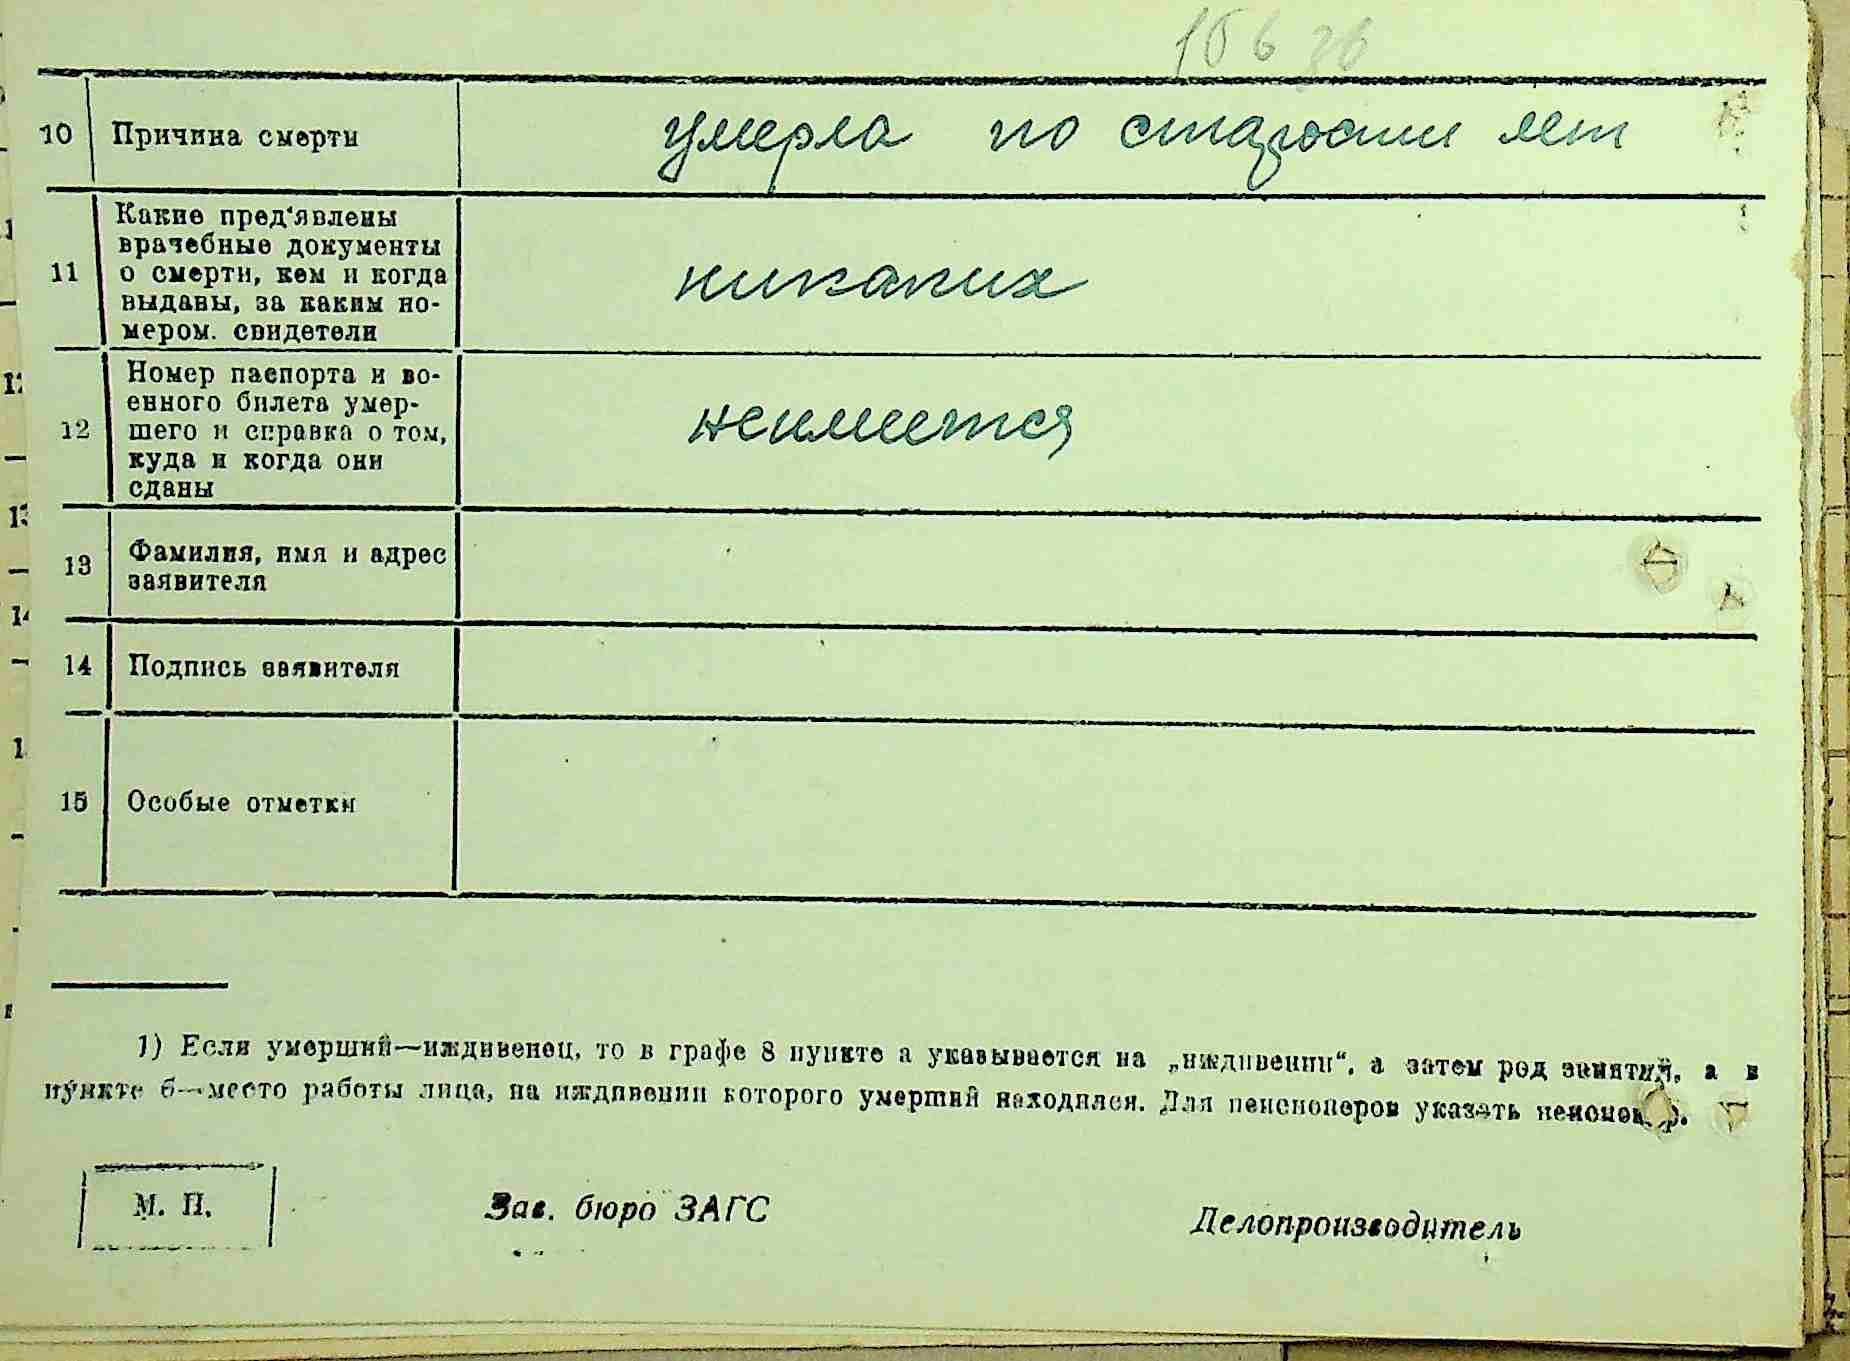 10 Причина смерти умерла по старости лет
11 Какие пред‘явлены
врачебные документы
о смерти, кем и когда
выдавы, за каким но-
мером. свидетели
никаких
12 Номер паспорта и во-
енного билета умер-
шего и справка о том,
куда и когда они
сданы
неимеется
13 Фамилия, имя и адрес
заявителя
14 Подпись заявителя
15 Особые отметки
1) Если умерший—иждивенец, то в графе 8 пункте а указывается на „иждивении“, а затем род занятий, а в
пункте б—место работы лица, на иждивении которого умерший находился. Для пенсионеров указать
М. П.
Зав. бюро ЗАГС
Делопроизводитель